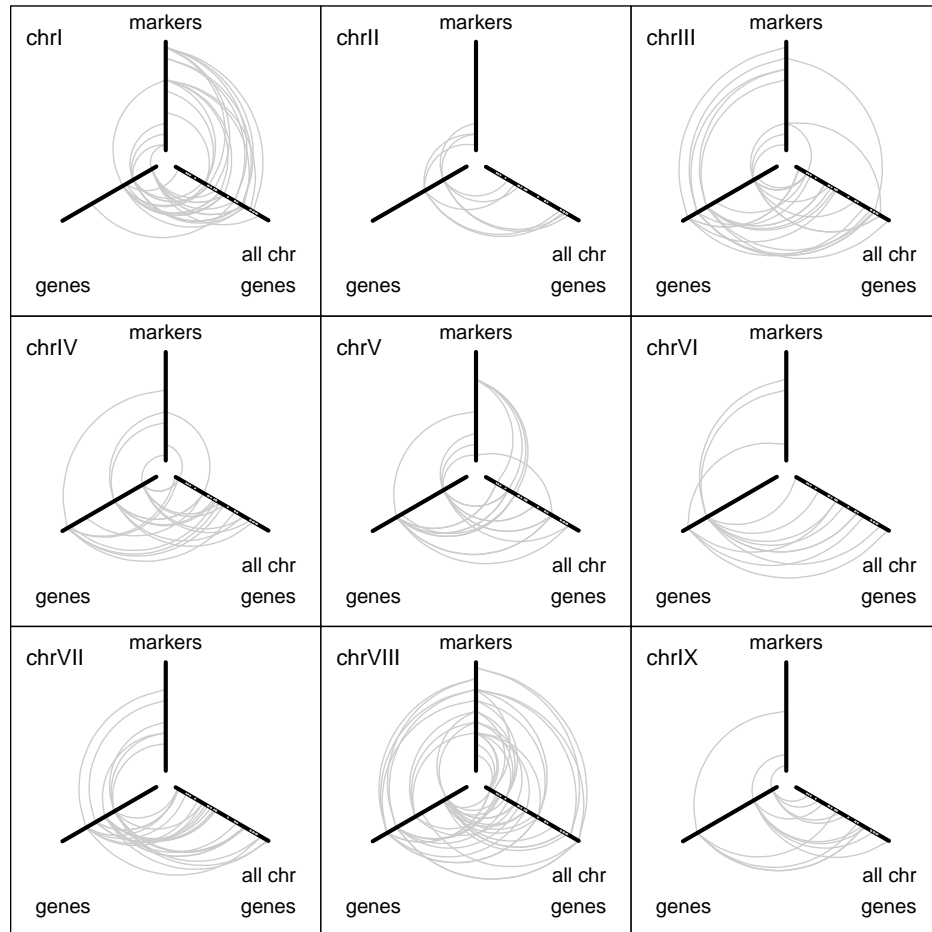 chrI
markers
all chr
genes
genes
chrII
markers
all chr
genes
genes
chrIII
markers
all chr
genes
genes
chrIV
markers
all chr
genes
genes
chrV
markers
all chr
genes
genes
chrVI
markers
all chr
genes
genes
chrVII
markers
all chr
genes
genes
chrVIII
markers
all chr
genes
genes
chrIX
markers
all chr
genes
genes